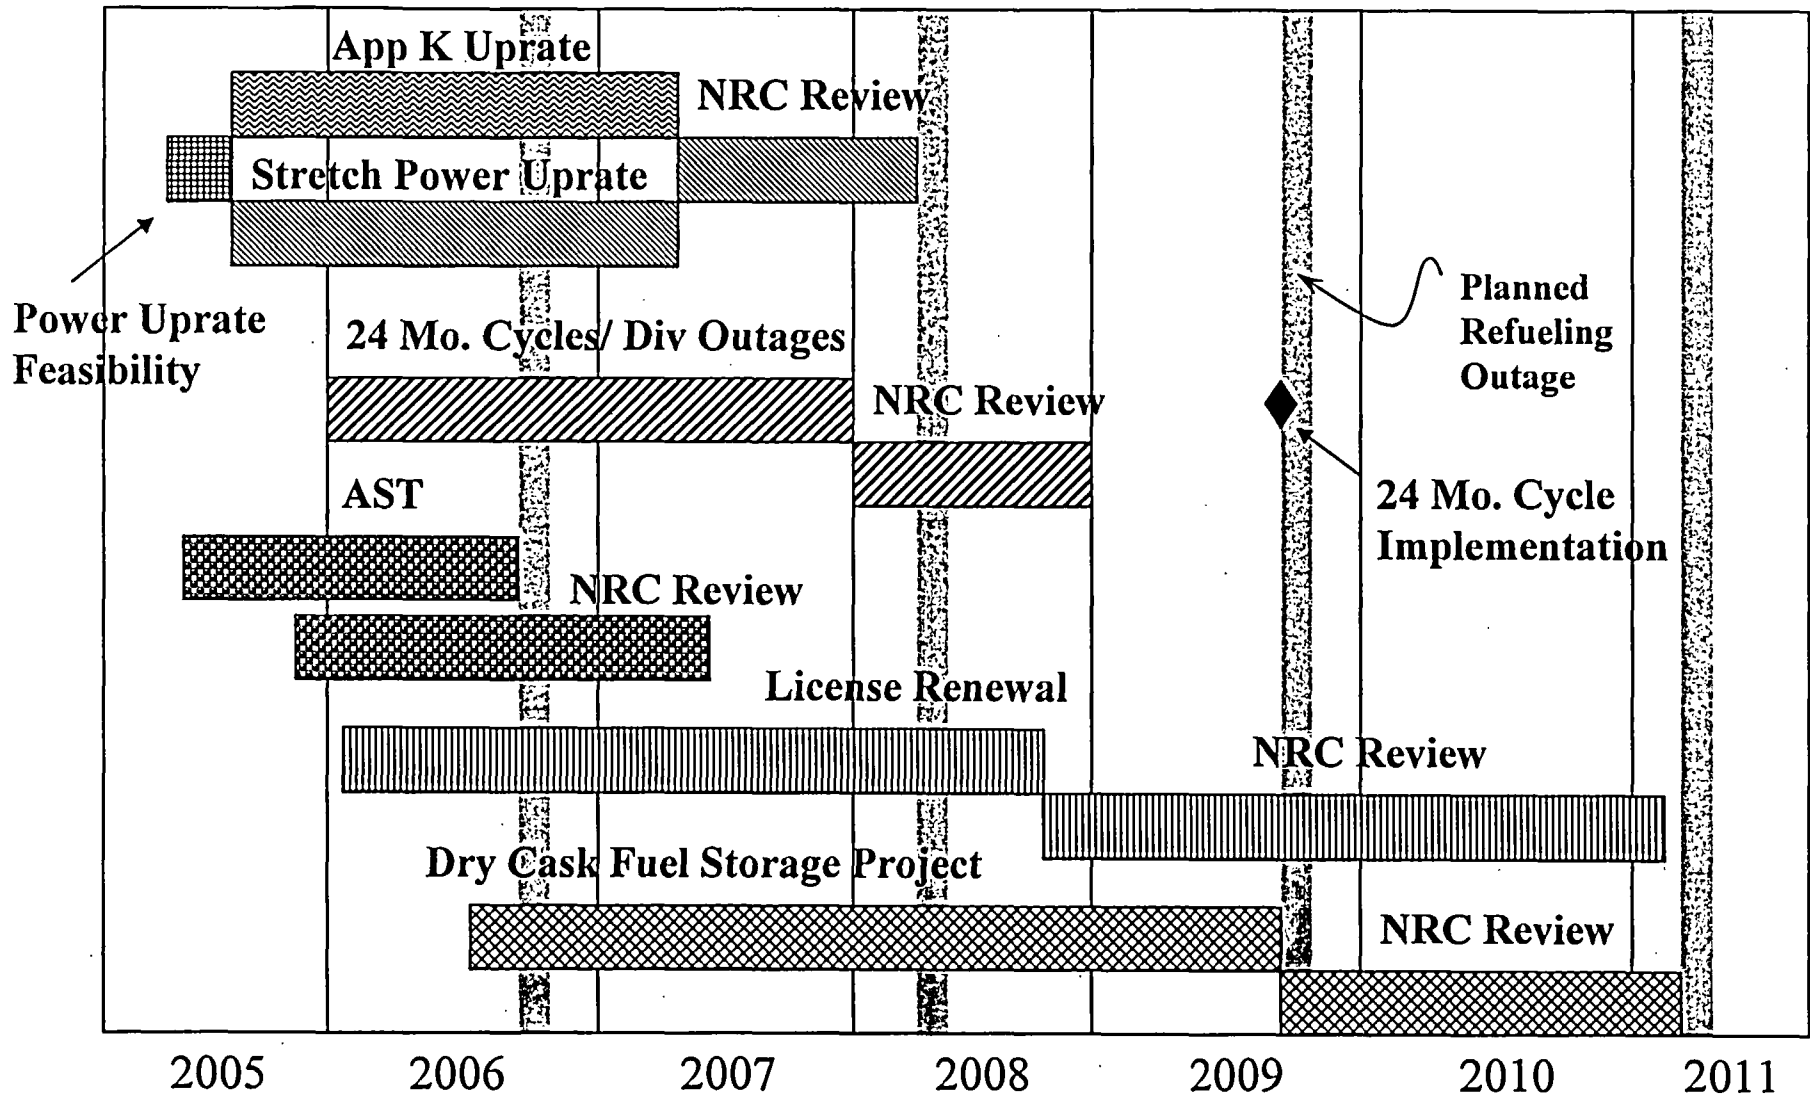 App K Uprate
NRC Review
Stretch Power Uprate
Power Uprate
Feasibility
24 Mo. Cycles/ Div Outages
NRC Review
Planned
Refueling
Outage
24 Mo. Cycle
Implementation
AST
NRC Review
License Renewal
NRC Review
Dry Cask Fuel Storage Project
NRC Review
2005 2006 2007 2008 2009 2010 2011